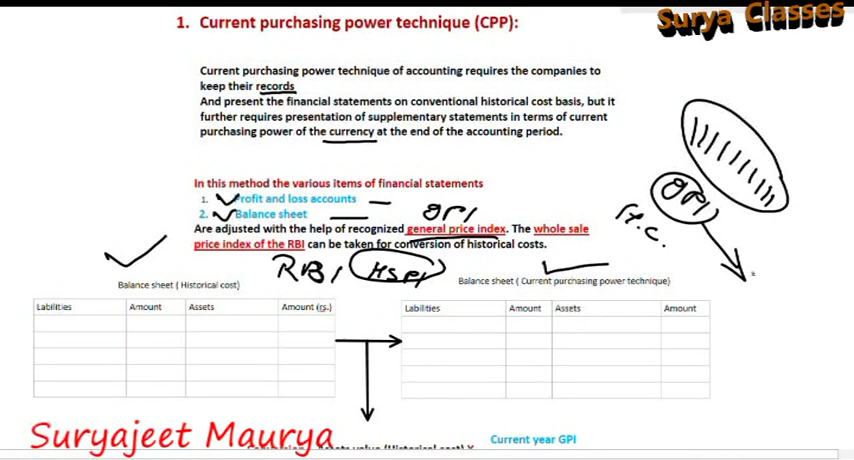 Surya Classes
1. Current purchasing power technique (CPP):
Current purchasing power technique of accounting requires the companies to
keep their records
And present the financial statements on conventional historical cost basis, but it
further requires presentation of supplementary statements in terms of current
purchasing power of the currency at the end of the accounting period.
In this method the various items of financial statements
1. Profit and loss accounts
2. Balance sheet
GPI
Are adjusted with the help of recognized general price index. The whole sale
price index of the RBI can be taken for conversion of historical costs.
GPI
H.C.
RBI
Balance sheet ( Historical cost)
Labilities Amount Assets Amount (rs.)
Balance sheet ( Current purchasing power technique)
Labilities Amount Assets Amount
Suryajeet Maurya
Current year GPI